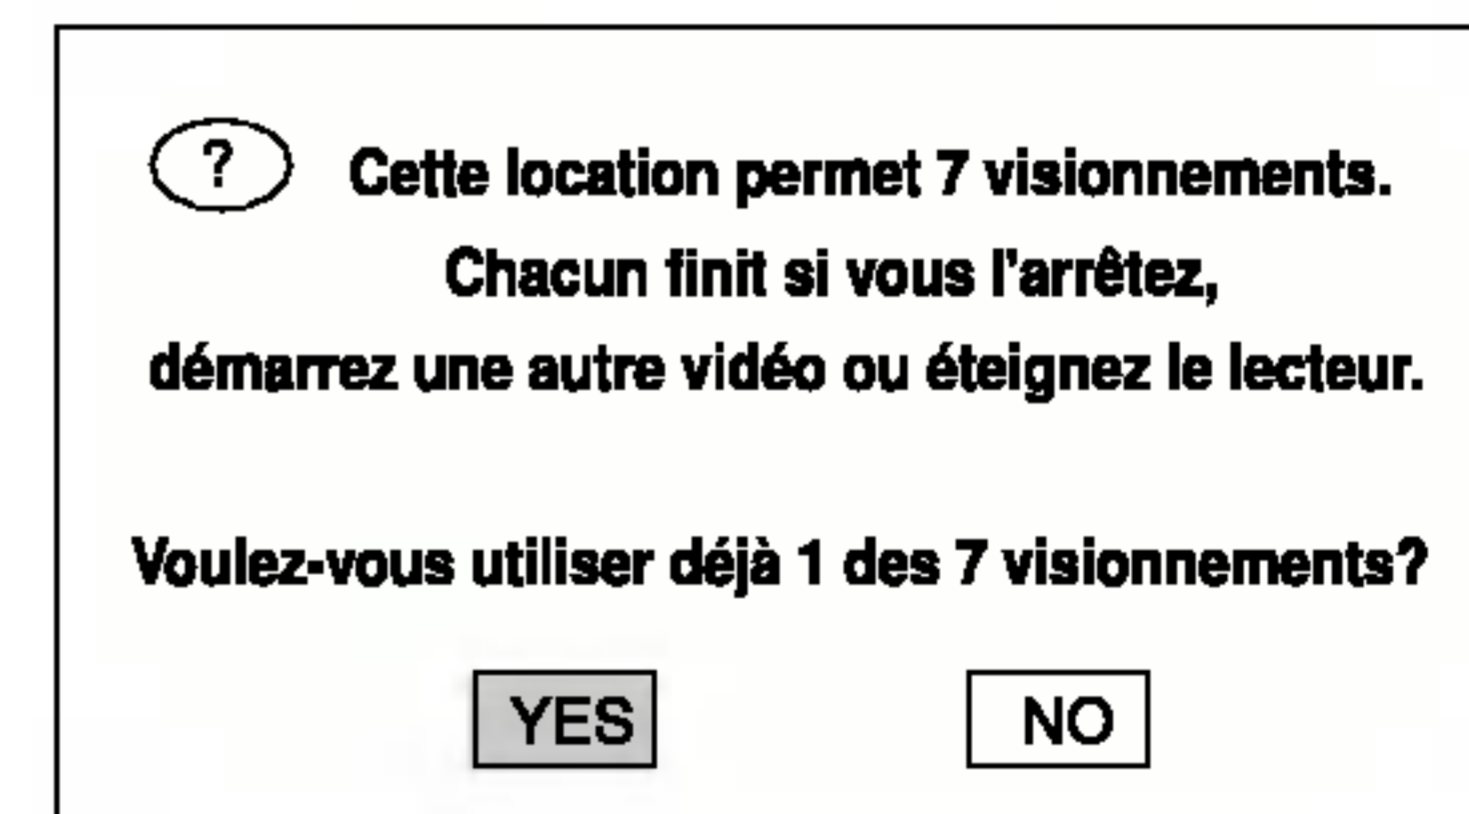 ? Cette location permet 7 visionnements.
Chacun finit si vous l'arrêtez,
démarrez une autre vidéo ou éteignez le lecteur.
Voulez-vous utiliser déjà 1 des 7 visionnements?
YES NO